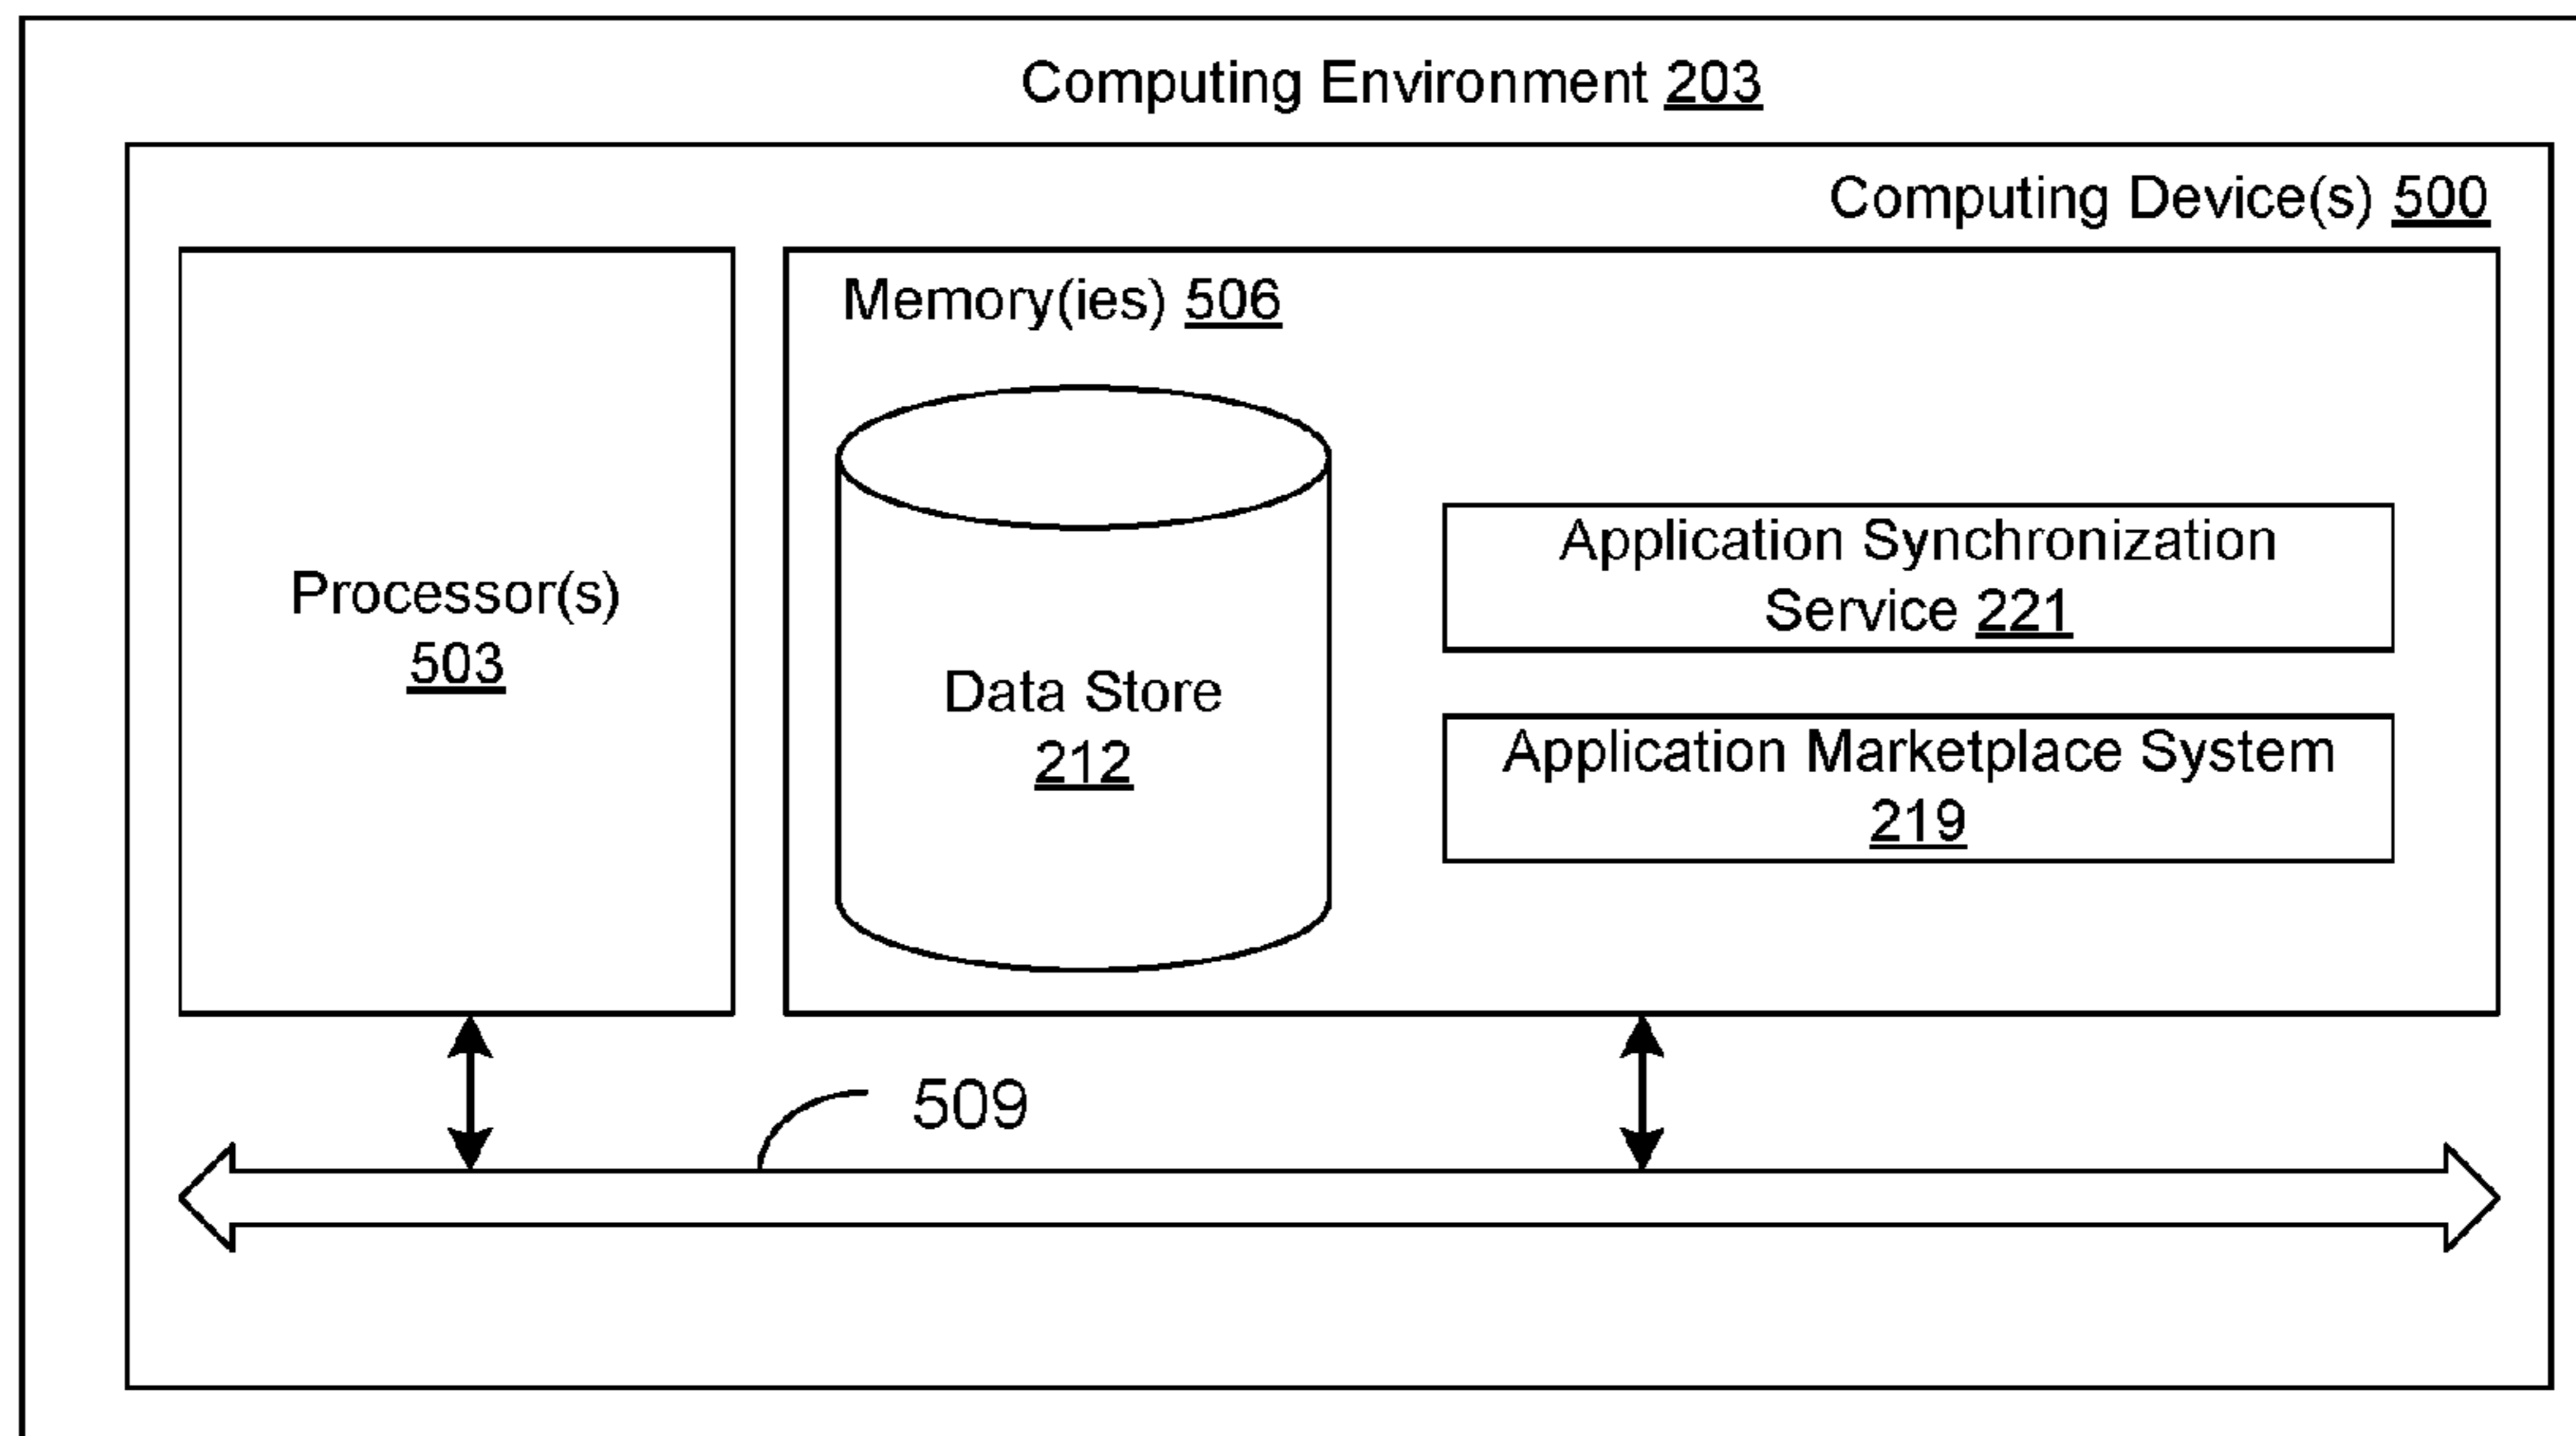 Computing Environment 203
Computing Device(s) 500
Processor(s)
503
Memory(ies) 506
Data Store
212
Application Synchronization
Service 221
Application Marketplace System
219
509